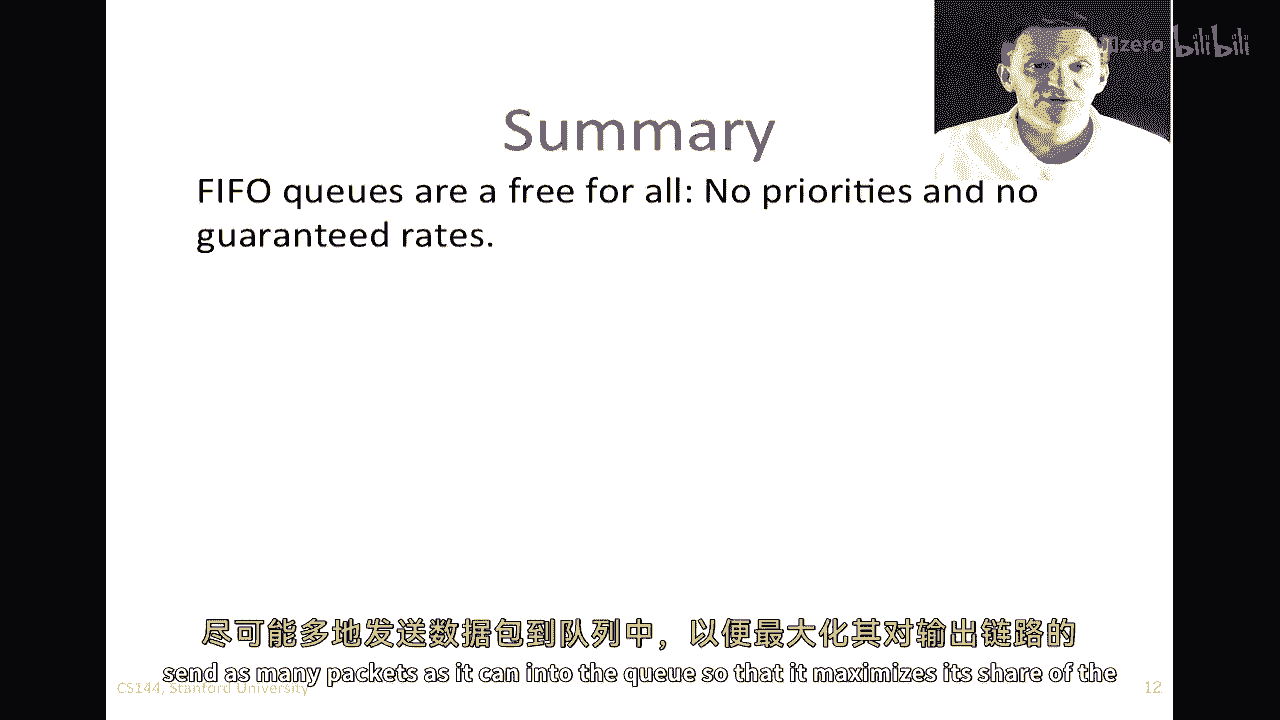 bilibili
Summary
FIFO queues are a free for all: No priorities and no
guaranteed rates.
尽可能多地发送数据包到队列中，以便最大化其对输出链路的
send as many packets as it can into the queue so that it maximizes its share of the
CS144, Stanford University
12